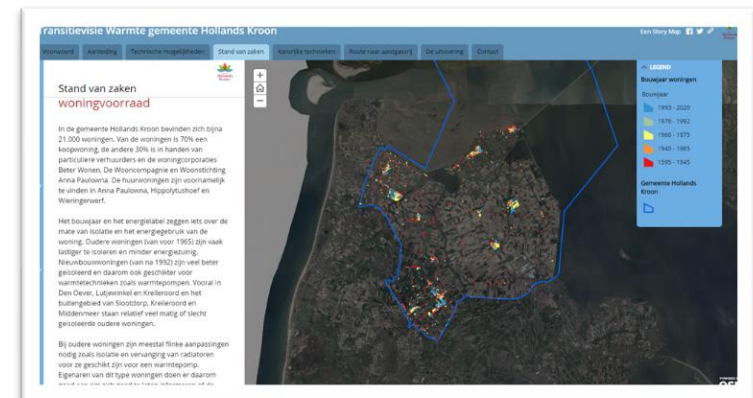 ransitievisie Warmte gemeente Hollands Kroon
Een Story Map
Voorwoord
Aanleiding
Technische mogelijkheden
Stand van zaken
Kansrijke technieken
Route naar aardgasvrij
De uitvoering
Contact
Stand van zaken
woningvoorraad
In de gemeente Hollands Kroon bevinden zich bijna
21.000 woningen. Van de woningen is 70% een
koopwoning, de andere 30% is in handen van
particuliere verhuurders en de woningcorporaties
Beter Wonen, De Wooncompagnie en Woonstichting
Anna Paulowna. De huurwoningen zijn voornamelijk
te vinden in Anna Paulowna, Hippolytushoef en
Wieringerwerf.
Het bouwjaar en het energielabel zeggen iets over de
mate van isolatie en het energiegebruik van de
woning. Oudere woningen (van voor 1965) zijn vaak
lastiger te isoleren en minder energiezuinig.
Nieuwbouwwoningen (van na 1992) zijn veel beter
geïsoleerd en daarom ook geschikter voor
warmtetechnieken zoals warmtepompen. Vooral in
Den Oever, Lutjewinkel en Kreileroord en het
buitengebied van Slootdorp, Kreileroord en
Middenmeer staan relatief veel matig of slecht
geïsoleerde oudere woningen.
Bij oudere woningen zijn meestal flinke aanpassingen
nodig zoals isolatie en vervanging van radiatoren
voor ze geschikt zijn voor een warmtepomp.
Eigenaren van dit type woningen doen er daarom
LEGEND
Bouwjaar woningen
Bouwjaar
1993 - 2020
1976 - 1992
1966 - 1975
1946 - 1965
1595 - 1945
Gemeente Hollands
Kroon